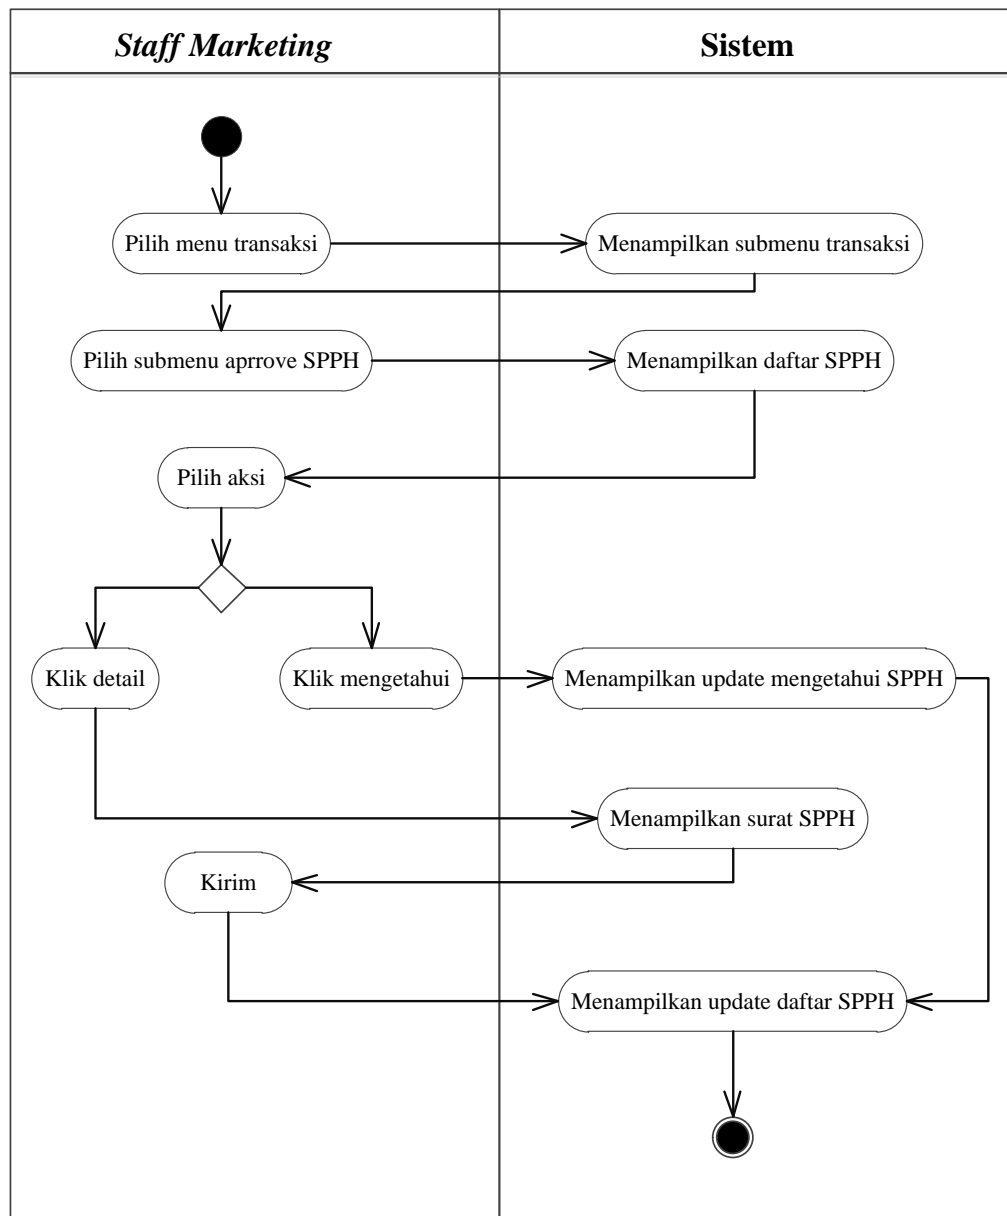 Staff Marketing
Sistem
Pilih menu transaksi
Menampilkan submenu transaksi
Pilih submenu aprrove SPPH
Menampilkan daftar SPPH
Pilih aksi
Klik detail
Klik mengetahui
Menampilkan update mengetahui SPPH
Menampilkan surat SPPH
Kirim
Menampilkan update daftar SPPH